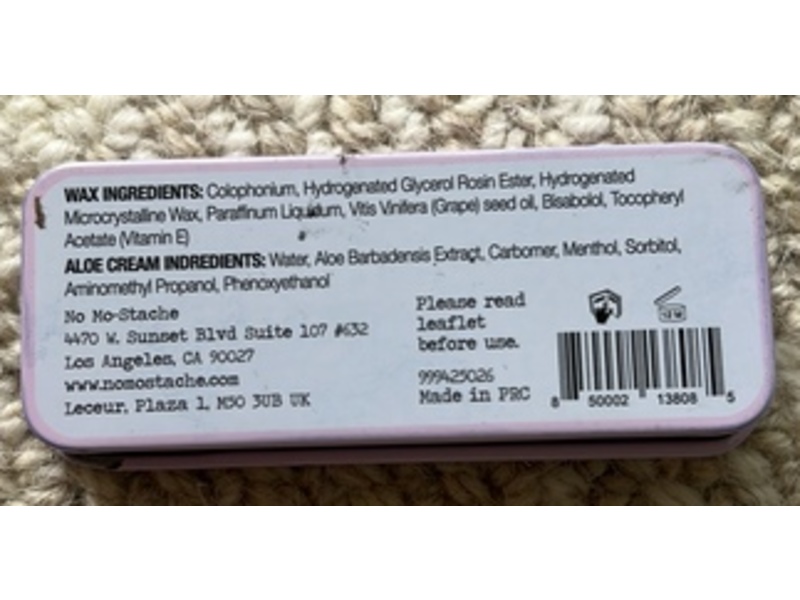 WAX INGREDIENTS: Colophonium, Hydrogenated Glycerol Rosin Ester, Hydrogenated
Microcrystalline Wax, Paraffinum Liquidum, Vitis Vinifera (Grape) seed oil, Bisabolol, Tocopheryl
Acetate (Vitamin E)
ALOE CREAM INDREDIENTS: Water, Aloe Barbadensis Extract, Carbomer, Menthol, Sorbitol,
Aminomethyl Propanol, Phenoxyethanol
No Mo-Stache
4470 W. Sunset Blvd Suite 107 #632
Los Angeles, CA 90027
www.nomostache.com
Leceur, Plaza 1, M50 3UB UK
Please read
leaflet
before use.
999425026
Made in PRC
12 M
8 50002 13808 5